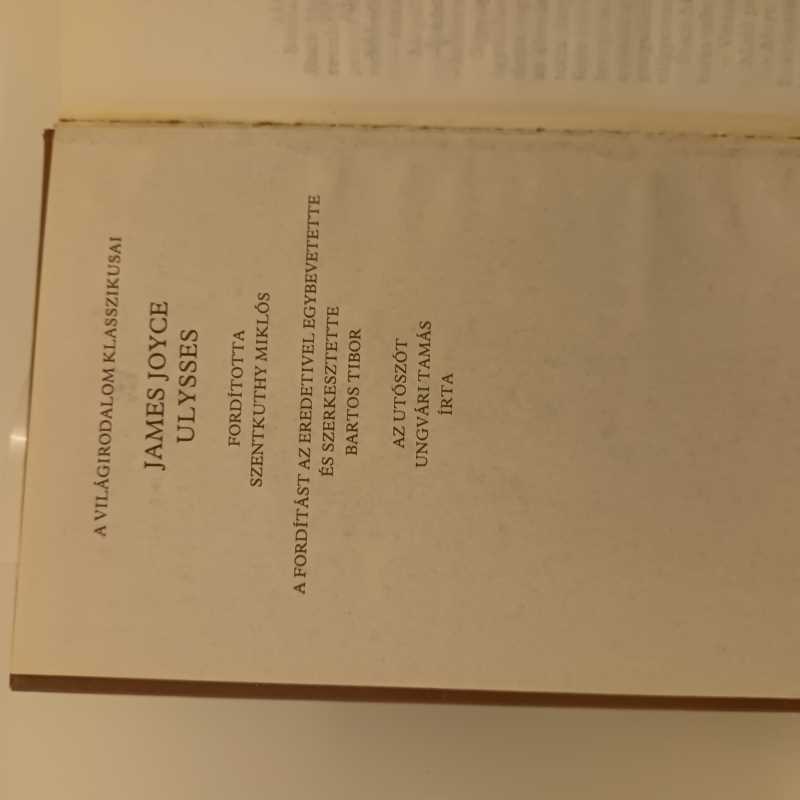 A VILÁGIRODALOM KLASSZIKUSAI
JAMES JOYCE
ULYSSES
FORDÍTOTTA
SZENTKUTHY MIKLÓS
A FORDÍTÁST AZ EREDETIVEL EGYBEVETETTE
ÉS SZERKESZTETTE
BARTOS TIBOR
AZ UTÓSZÓT
UNGVÁRI TAMÁS
ÍRTA